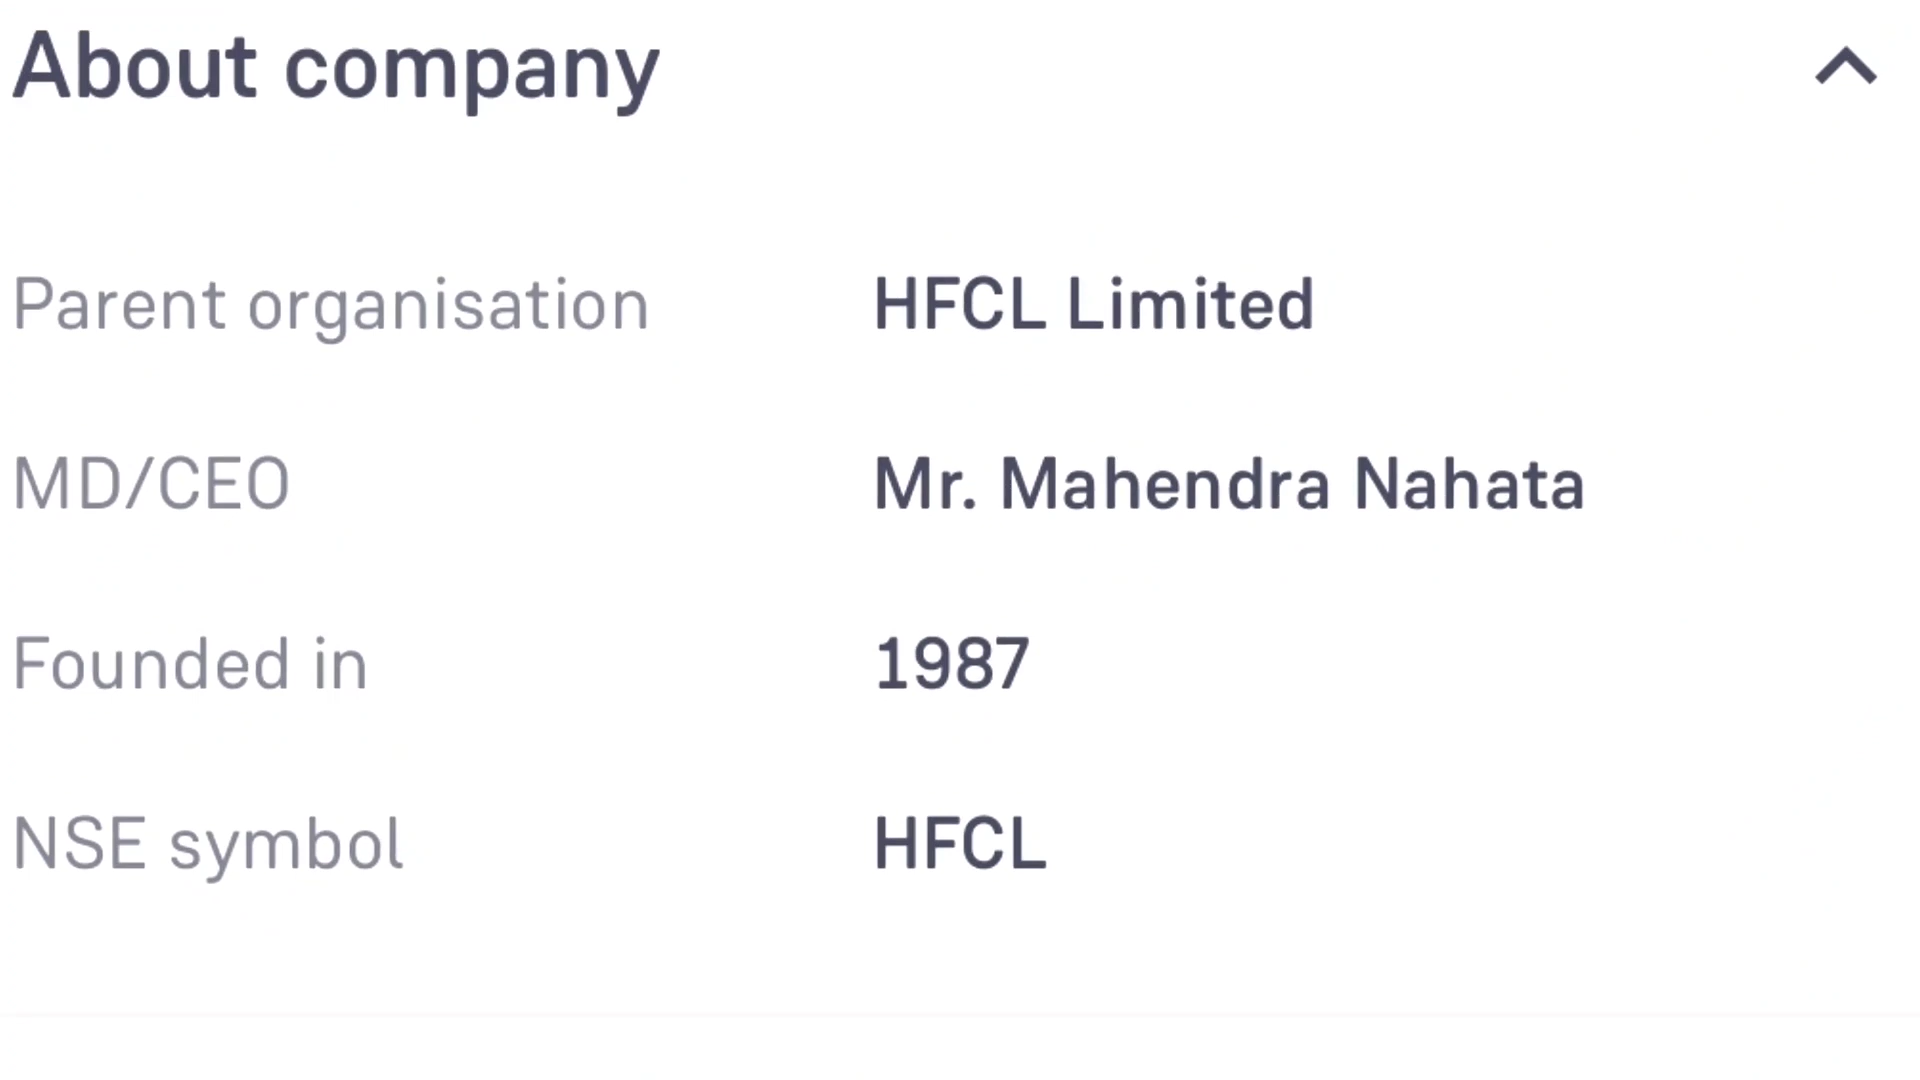 About company
Parent organisation HFCL Limited
MD/CEO Mr. Mahendra Nahata
Founded in 1987
NSE symbol HFCL